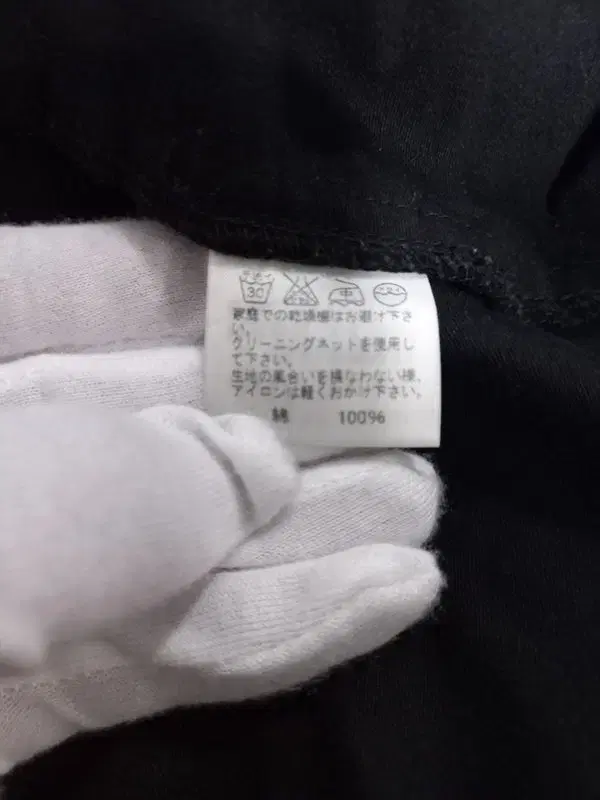 30 中
家庭での乾燥機はお避け下さ
い。
クリーニングネットを使用し
て下さい。
生地の風合いを損なわない様、
アイロンは軽くおかけ下さい。
綿 100%